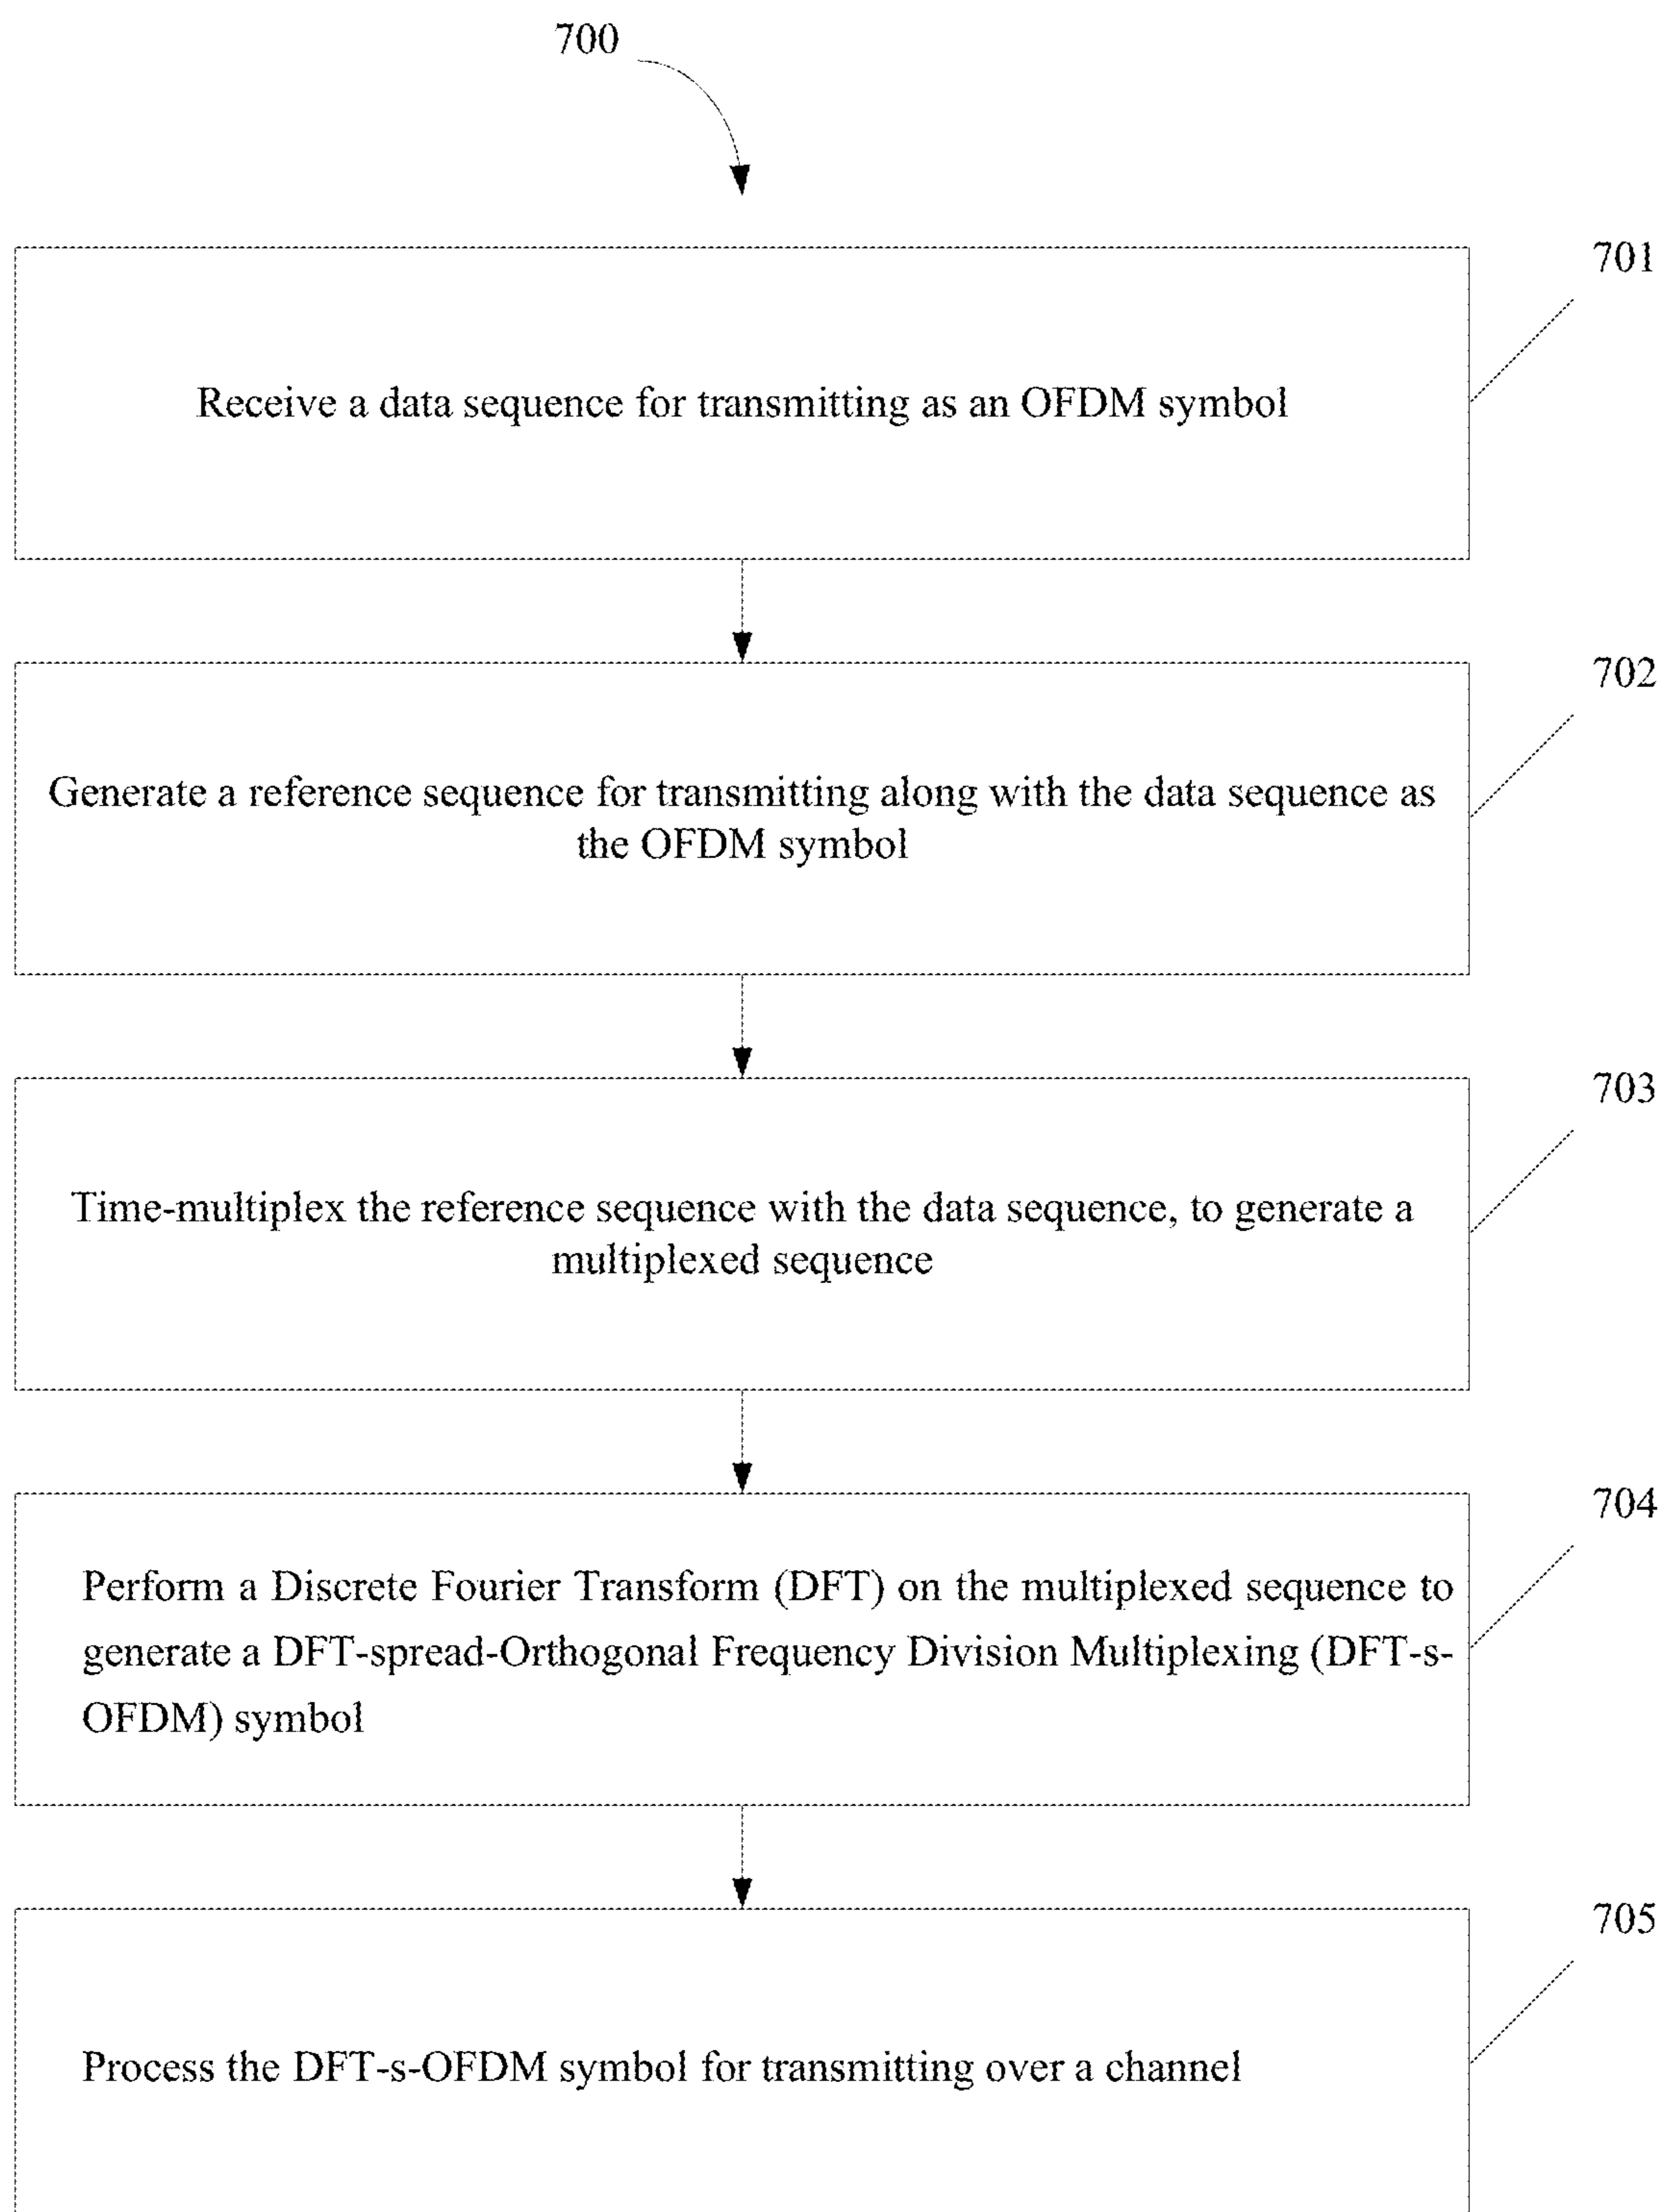 700
701
Receive a data sequence for transmitting as an OFDM symbol
702
Generate a reference sequence for transmitting along with the data sequence as
the OFDM symbol
703
Time-multiplex the reference sequence with the data sequence, to generate a
multiplexed sequence
704
Perform a Discrete Fourier Transform (DFT) on the multiplexed sequence to
generate a DFT-spread-Orthogonal Frequency Division Multiplexing (DFT-s-
OFDM) symbol
705
Process the DFT-s-OFDM symbol for transmitting over a channel